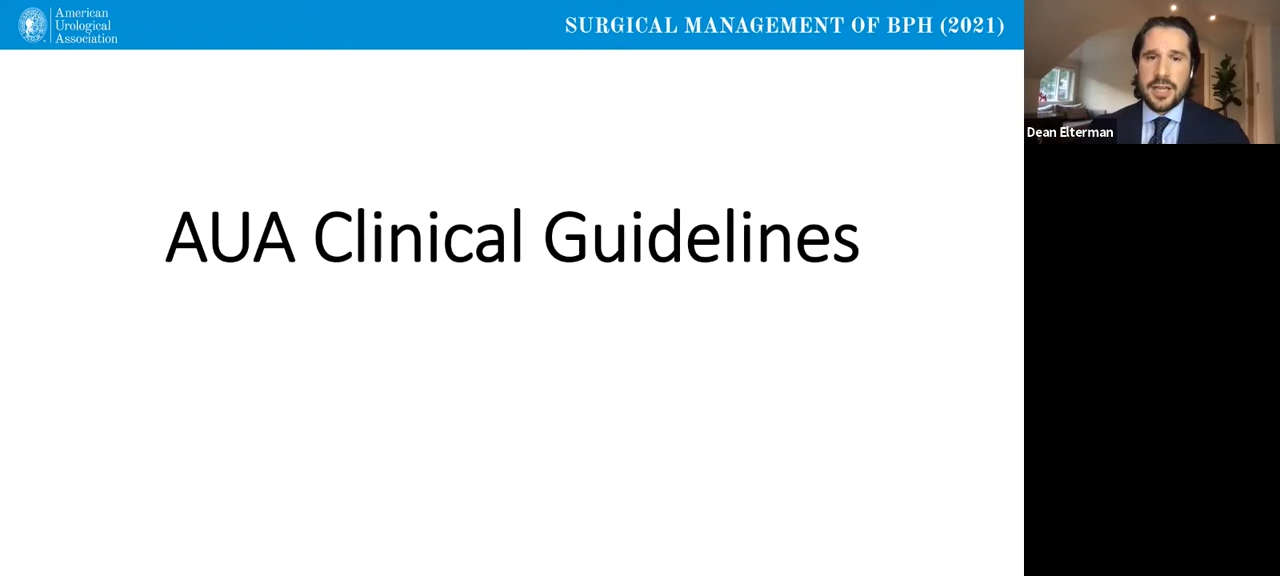 American
Urological
Association
SURGICAL MANAGEMENT OF BPH (2021)
AUA Clinical Guidelines
Dean Elterman